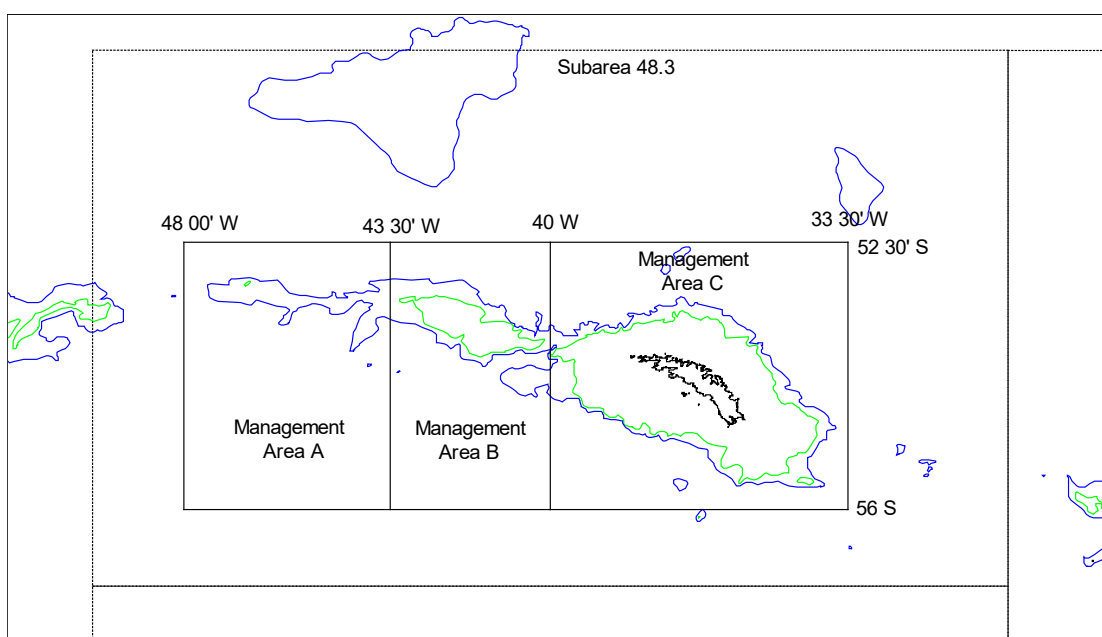 Subarea 48.3
48 00' W
43 30' W
40 W
33 30' W
52 30' S
Management
Area C
Management
Area A
Management
Area B
56 S